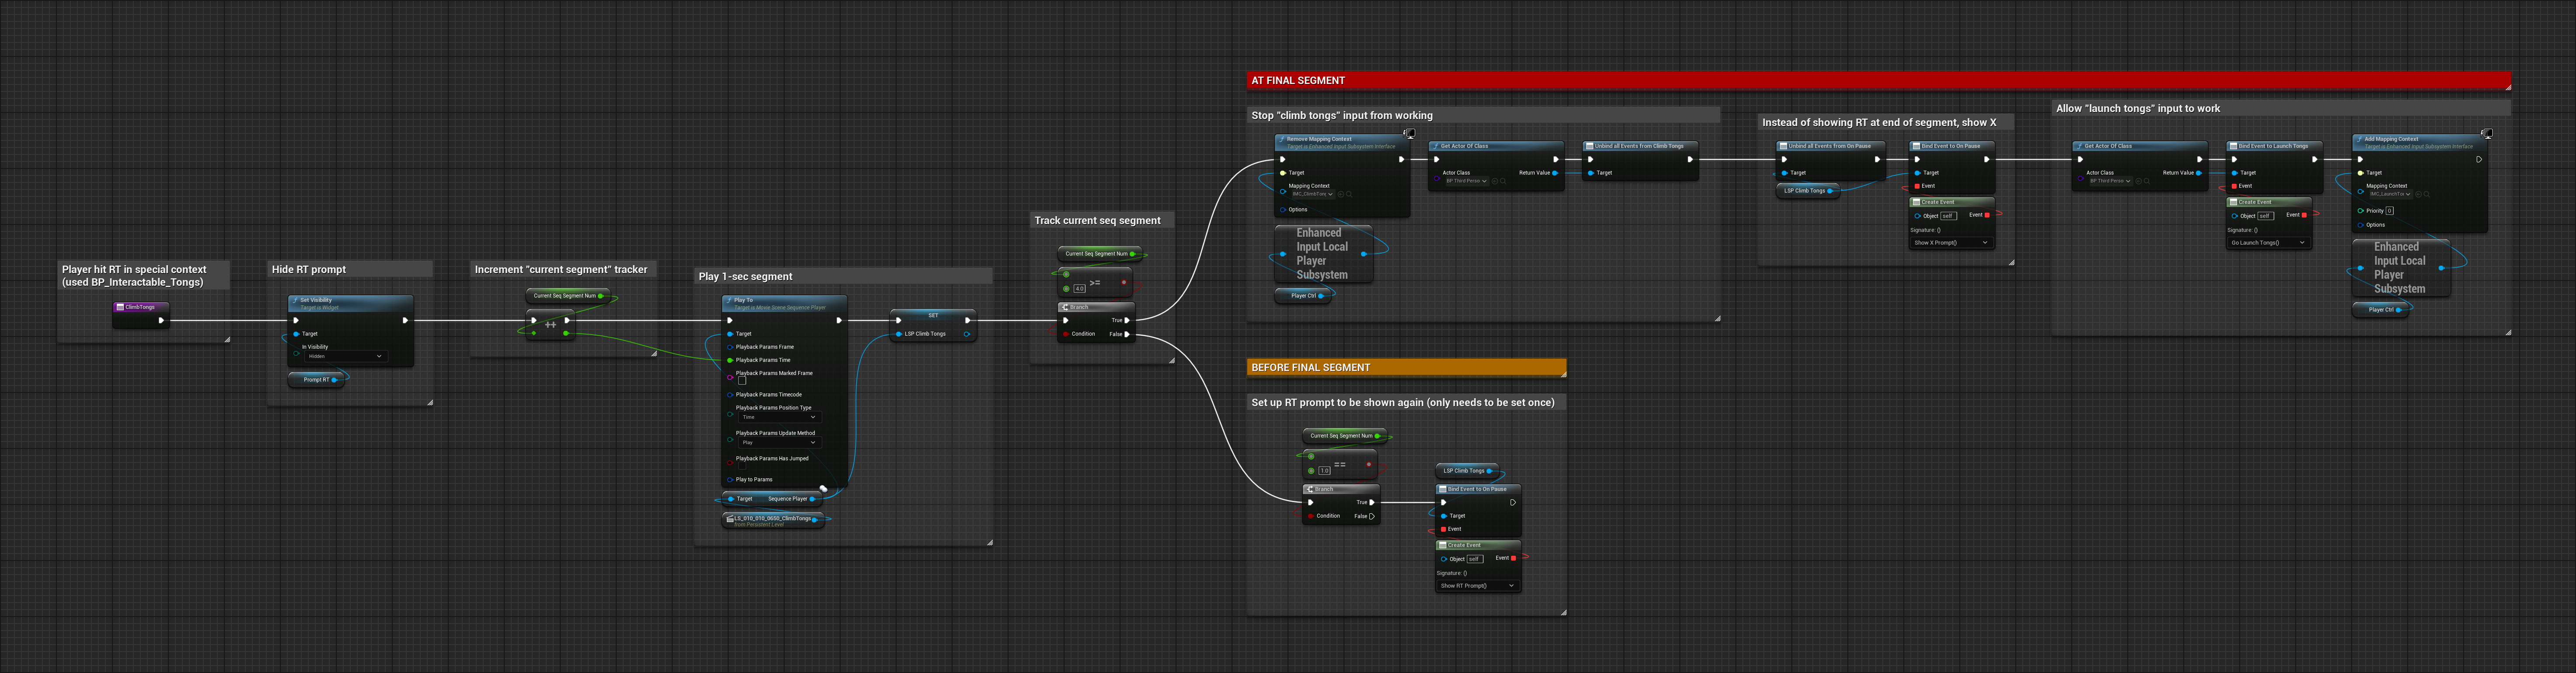 AT FINAL SEGMENT
Stop “climb tongs” input from working
Remove Mapping Context
Target is Enhanced Input Subsystem Interface
Target
Mapping Context
Options
Enhanced
Input Local
Player
Subsystem
Player Ctrl
Get Actor Of Class
Actor Class
Return Value
Unbind all Events from Climb Tongs
Target
Instead of showing RT at end of segment, show X
Unbind all Events from On Pause
Target
LSP Climb Tongs
Bind Event to On Pause
Target
Event
Create Event
Object self Event
Signature: ()
Show X Prompt()
Allow “launch tongs” input to work
Get Actor Of Class
Actor Class
Return Value
Bind Event to Launch Tongs
Target
Event
Create Event
Object self Event
Signature: ()
Go Launch Tongs()
Add Mapping Context
Target is Enhanced Input Subsystem Interface
Target
Mapping Context
Priority 0
Options
Enhanced
Input Local
Player
Subsystem
Player Ctrl
Player hit RT in special context
(used BP_Interactable_Tongs)
ClimbTongs
Hide RT prompt
Set Visibility
Target is Widget
Target
In Visibility
Hidden
Prompt RT
Increment “current segment” tracker
Current Seq Segment Num
++
Play 1-sec segment
Play To
Target is Movie Scene Sequence Player
Target
Playback Params Frame
Playback Params Time
Playback Params Marked Frame
Playback Params Timecode
Playback Params Position Type
Time
Playback Params Update Method
Play
Playback Params Has Jumped
Play to Params
Target Sequence Player
LS_010_010_0650_ClimbTongs
from Persistent Level
SET
LSP Climb Tongs
Track current seq segment
Current Seq Segment Num
>=
4.0
Branch
True
Condition False
BEFORE FINAL SEGMENT
Set up RT prompt to be shown again (only needs to be set once)
Current Seq Segment Num
==
1.0
Branch
True
Condition False
LSP Climb Tongs
Bind Event to On Pause
Target
Event
Create Event
Object self Event
Signature: ()
Show RT Prompt()